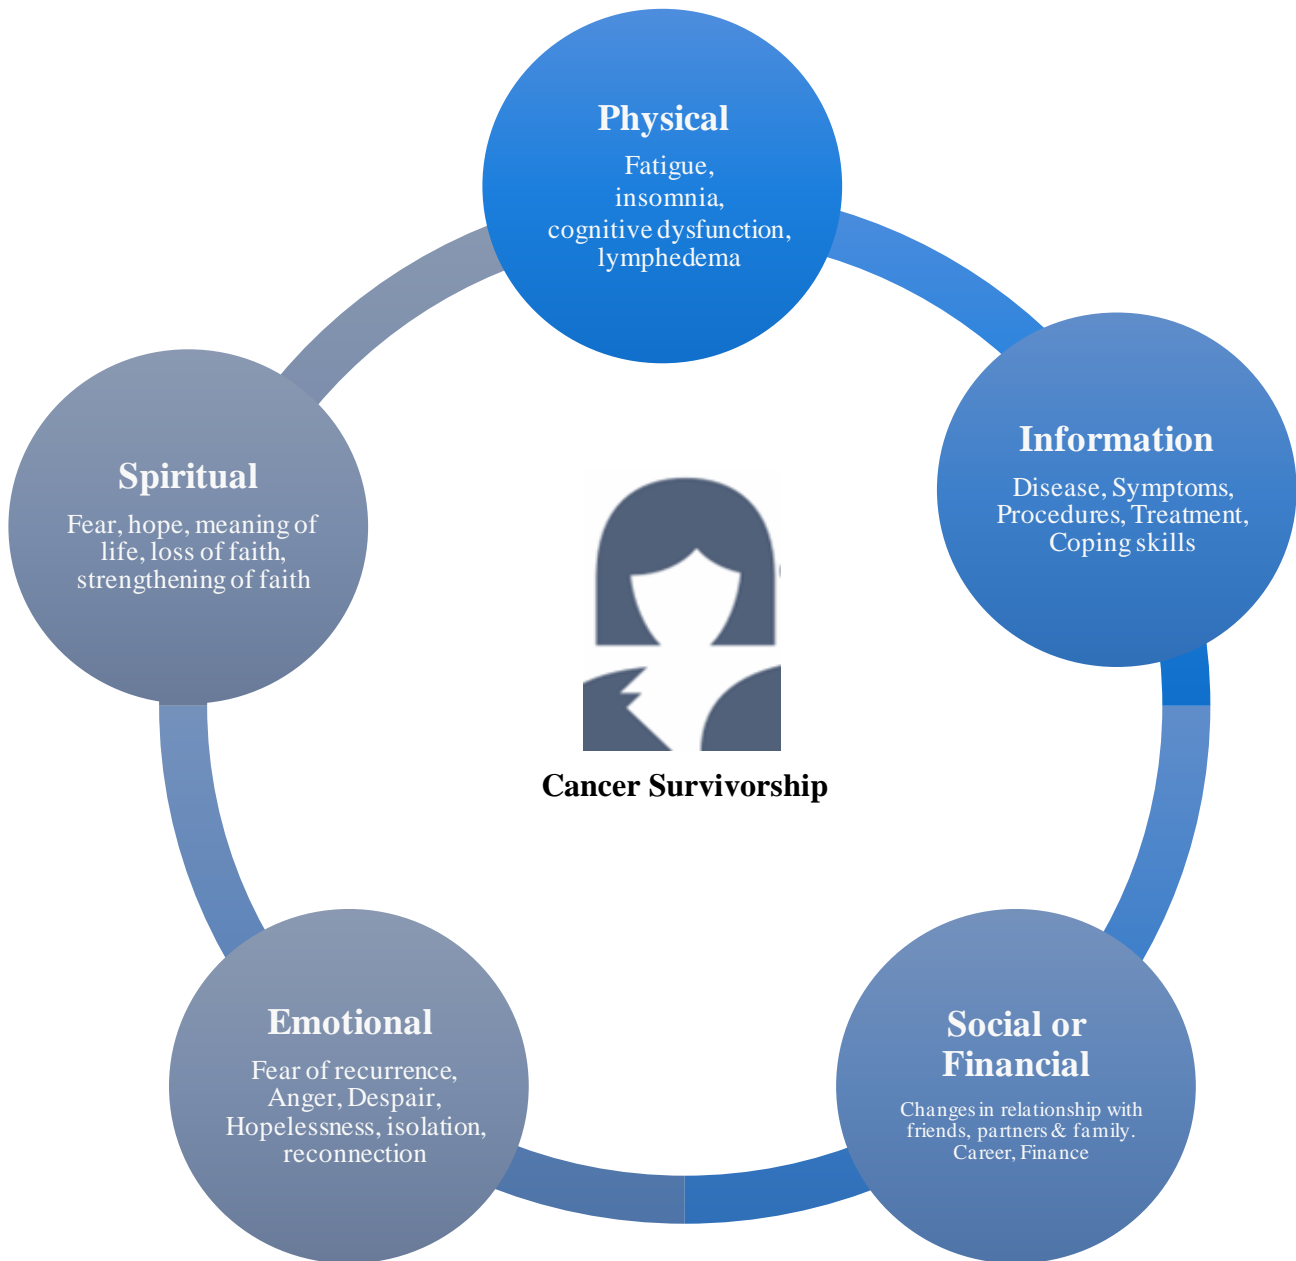 Physical
Fatigue,
insomnia,
cognitive dysfunction,
lymphedema
Information
Disease, Symptoms,
Procedures, Treatment,
Coping skills
Social or
Financial
Changes in relationship with
friends, partners & family.
Career, Finance
Emotional
Fear of recurrence,
Anger, Despair,
Hopelessness, isolation,
reconnection
Spiritual
Fear, hope, meaning of
life, loss of faith,
strengthening of faith
Cancer Survivorship